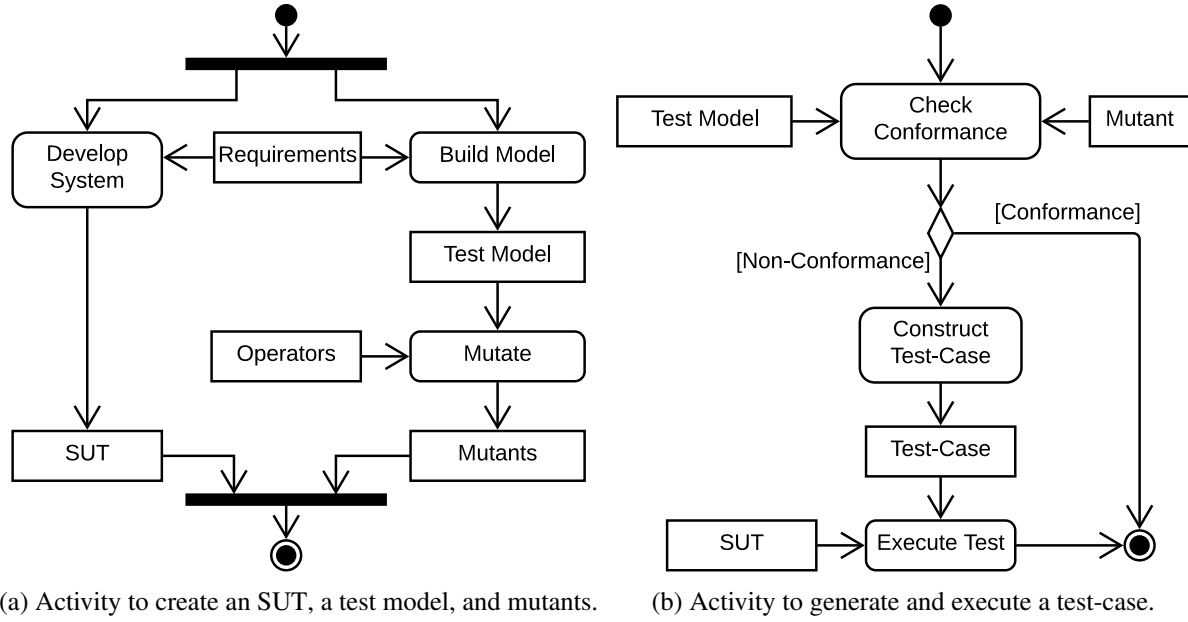 Develop
System
Requirements
Build Model
Test Model
Operators
Mutate
SUT
Mutants
(a) Activity to create an SUT, a test model, and mutants.
Check
Conformance
Test Model
Mutant
[Conformance]
[Non-Conformance]
Construct
Test-Case
Test-Case
SUT
Execute Test
(b) Activity to generate and execute a test-case.